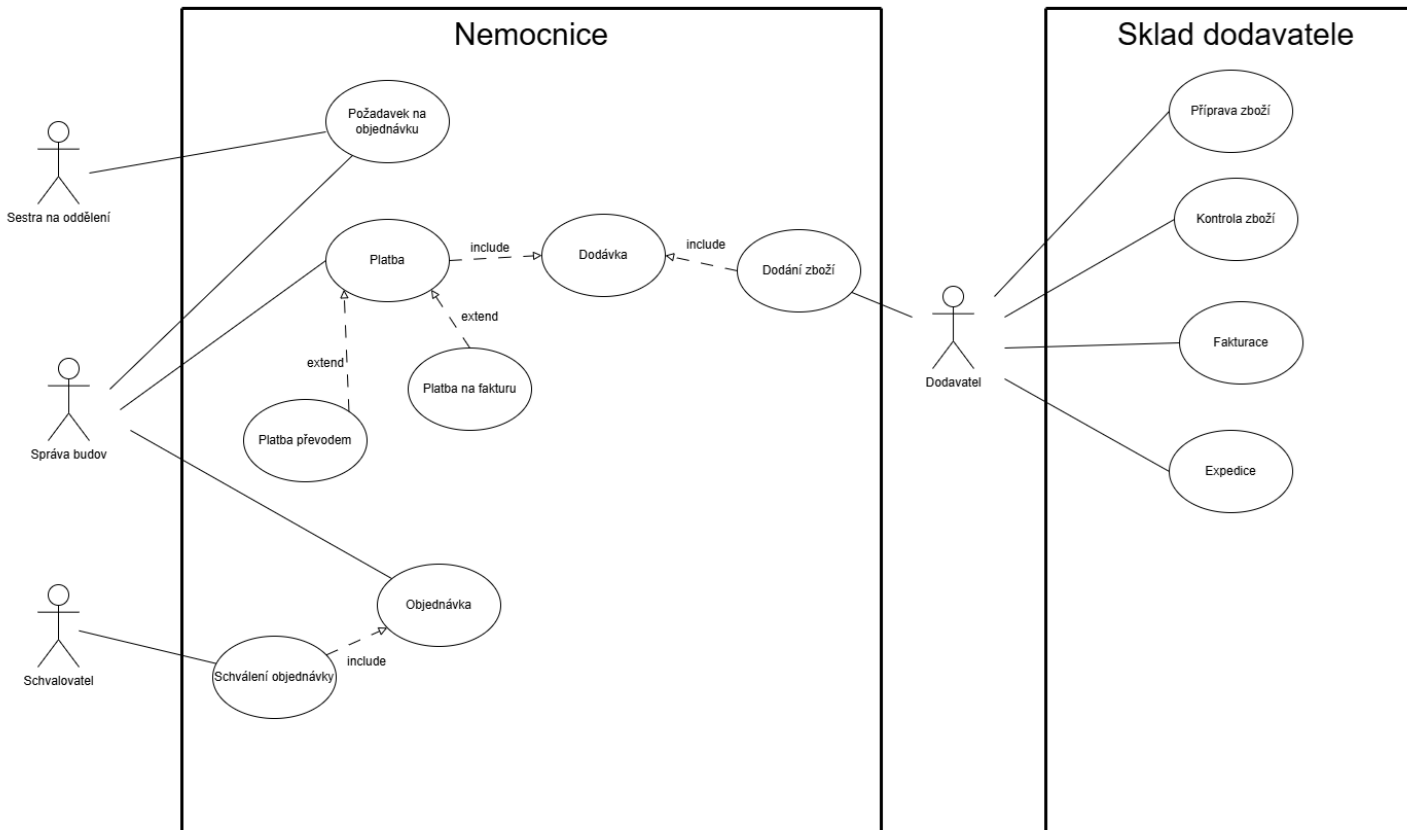 Nemocnice
Sklad dodavatele
Požadavek na
objednávku
Příprava zboží
Sestra na oddělení
Kontrola zboží
Platba
include
Dodávka
include
Dodání zboží
extend
extend
Platba na fakturu
Platba převodem
Správa budov
Dodavatel
Fakturace
Expedice
Objednávka
include
Schválení objednávky
Schvalovatel